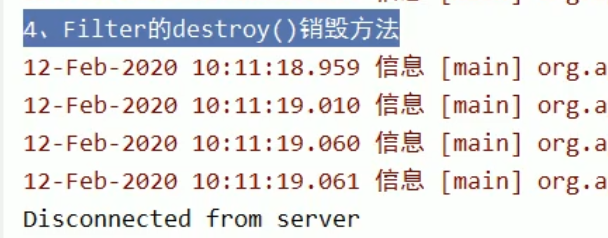 4、Filter的destroy()销毁方法
12-Feb-2020 10:11:18.959 信息 [main] org.a
12-Feb-2020 10:11:19.010 信息 [main] org.a
12-Feb-2020 10:11:19.060 信息 [main] org.a
12-Feb-2020 10:11:19.061 信息 [main] org.a
Disconnected from server